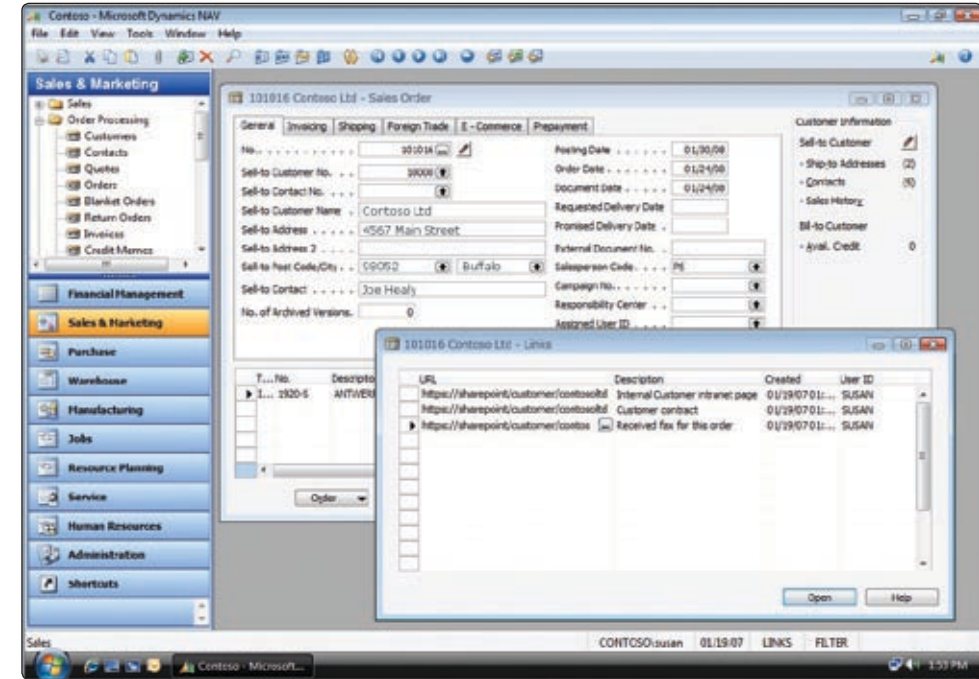 Contoso - Microsoft Dynamics NAV
File Edit View Tools Window Help
Sales & Marketing
Sales
Order Processing
Customers
Contacts
Quotes
Orders
Blanket Orders
Return Orders
Invoices
Credit Memos
Financial Management
Sales & Marketing
Purchase
Warehouse
Manufacturing
Jobs
Resource Planning
Service
Human Resources
Administration
Shortcuts
101016 Contoso Ltd - Sales Order
General Invoicing Shipping Foreign Trade E - Commerce Prepayment
No. . . . . . . . . . . . 101016
Sell-to Customer No. . . . 10000
Sell-to Contact No. . . .
Sell-to Customer Name . Contoso Ltd
Sell-to Address . . . . . 4567 Main Street
Sell-to Address 2 . . . .
Sell-to Post Code/City . . Buffalo
Sell-to Contact . . . . . Joe Healy
No. of Archived Versions. 0
Posting Date . . . . . . 01/30/08
Order Date . . . . . . . 01/24/08
Document Date . . . . . 01/24/08
Requested Delivery Date
Promised Delivery Date .
External Document No. . .
Salesperson Code . . . . PS
Campaign No. . . . . .
Responsibility Center . .
Assigned User ID . . . .
Customer Information
Sell-to Customer
- Ship-to Addresses (2)
- Contacts
- Sales History
Bill-to Customer
- Avail. Credit 0
T... No.
I... 1920-S ANTWER
Order
101016 Contoso Ltd - Links
URL Description Created User ID
https://sharepoint/customer/contosoltd Internal Customer intranet page 01/19/07 01:... SUSAN
https://sharepoint/customer/contosoltd Customer contract 01/19/07 01:... SUSAN
https://sharepoint/customer/contos Received fax for this order 01/19/07 01:... SUSAN
Open Help
Sales CONTOSO\susan 01/19/07 LINKS FILTER
Contoso - Microsoft... 1:53 PM